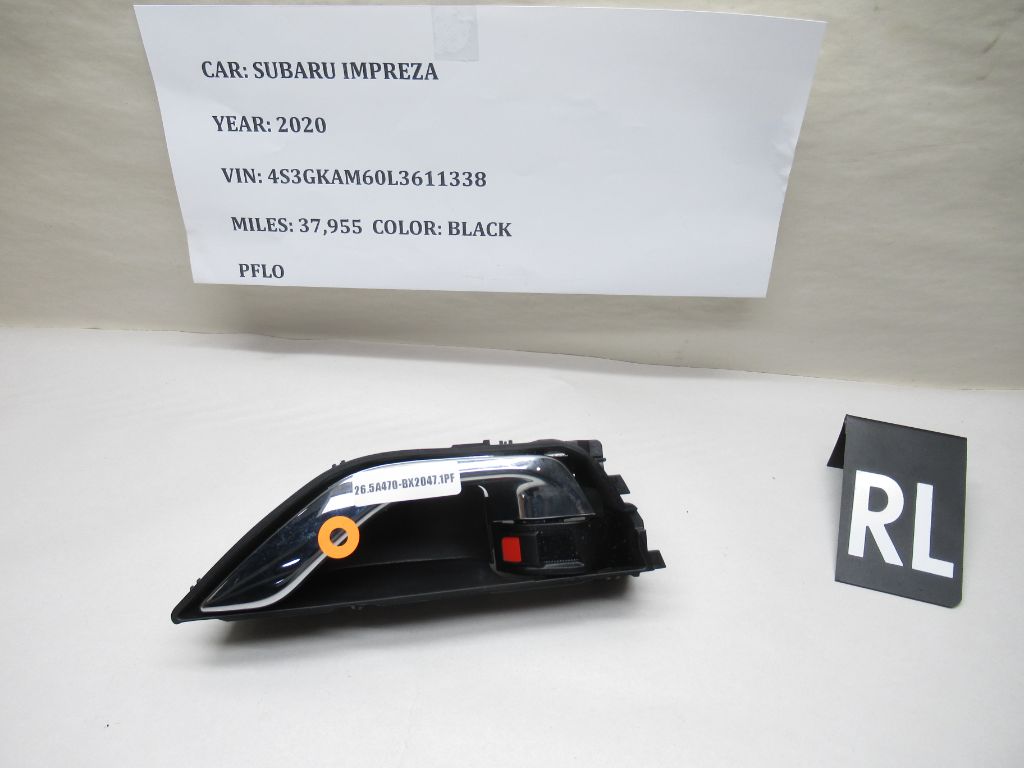 CAR: SUBARU IMPREZA
YEAR: 2020
VIN: 4S3GKAM60L3611338
MILES: 37,955 COLOR: BLACK
PFLO
26.5A470-BX2047.1PF
RL